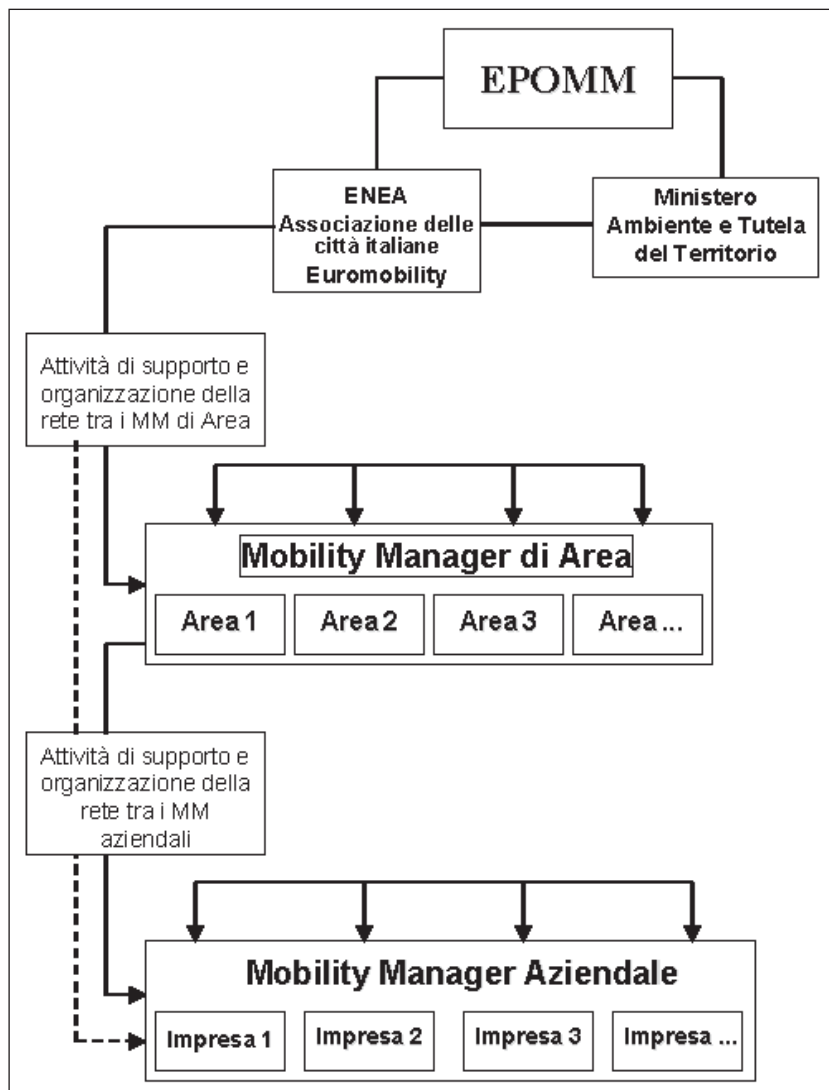 EPOMM
ENEA
Associazione delle
città italiane
Euromobility
Ministero
Ambiente e Tutela
del Territorio
Attività di supporto e
organizzazione della
rete tra i MM di Area
Mobility Manager di Area
Area 1
Area 2
Area 3
Area ...
Attività di supporto e
organizzazione della
rete tra i MM
aziendali
Mobility Manager Aziendale
Impresa 1
Impresa 2
Impresa 3
Impresa ...